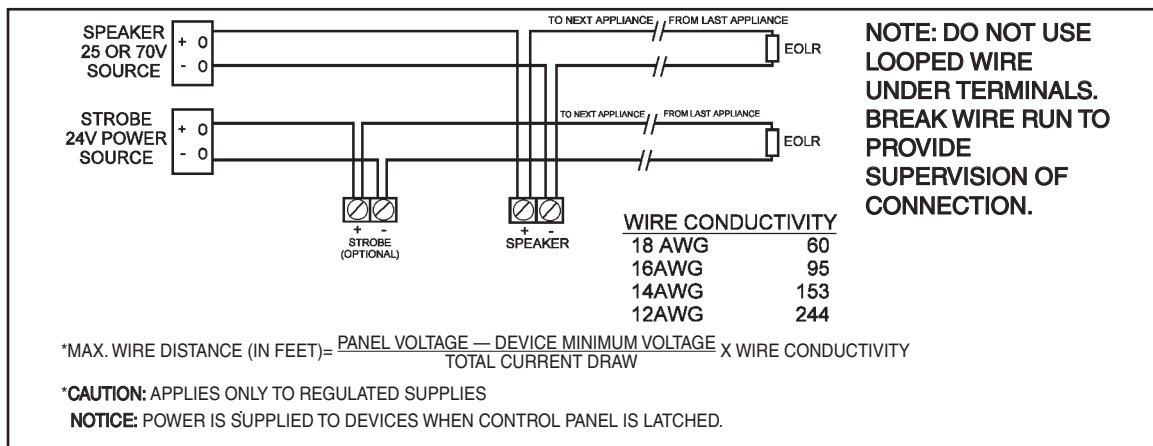 SPEAKER
25 OR 70V
SOURCE
+ 0
- 0
TO NEXT APPLIANCE
FROM LAST APPLIANCE
EOLR
STROBE
24V POWER
SOURCE
+ 0
- 0
TO NEXT APPLIANCE
FROM LAST APPLIANCE
EOLR
+ -
STROBE
(OPTIONAL)
+ -
SPEAKER
NOTE: DO NOT USE
LOOPED WIRE
UNDER TERMINALS.
BREAK WIRE RUN TO
PROVIDE
SUPERVISION OF
CONNECTION.
WIRE CONDUCTIVITY
18 AWG 60
16AWG 95
14AWG 153
12AWG 244
*MAX. WIRE DISTANCE (IN FEET)= PANEL VOLTAGE — DEVICE MINIMUM VOLTAGE
TOTAL CURRENT DRAW
X WIRE CONDUCTIVITY
*CAUTION: APPLIES ONLY TO REGULATED SUPPLIES
NOTICE: POWER IS SUPPLIED TO DEVICES WHEN CONTROL PANEL IS LATCHED.